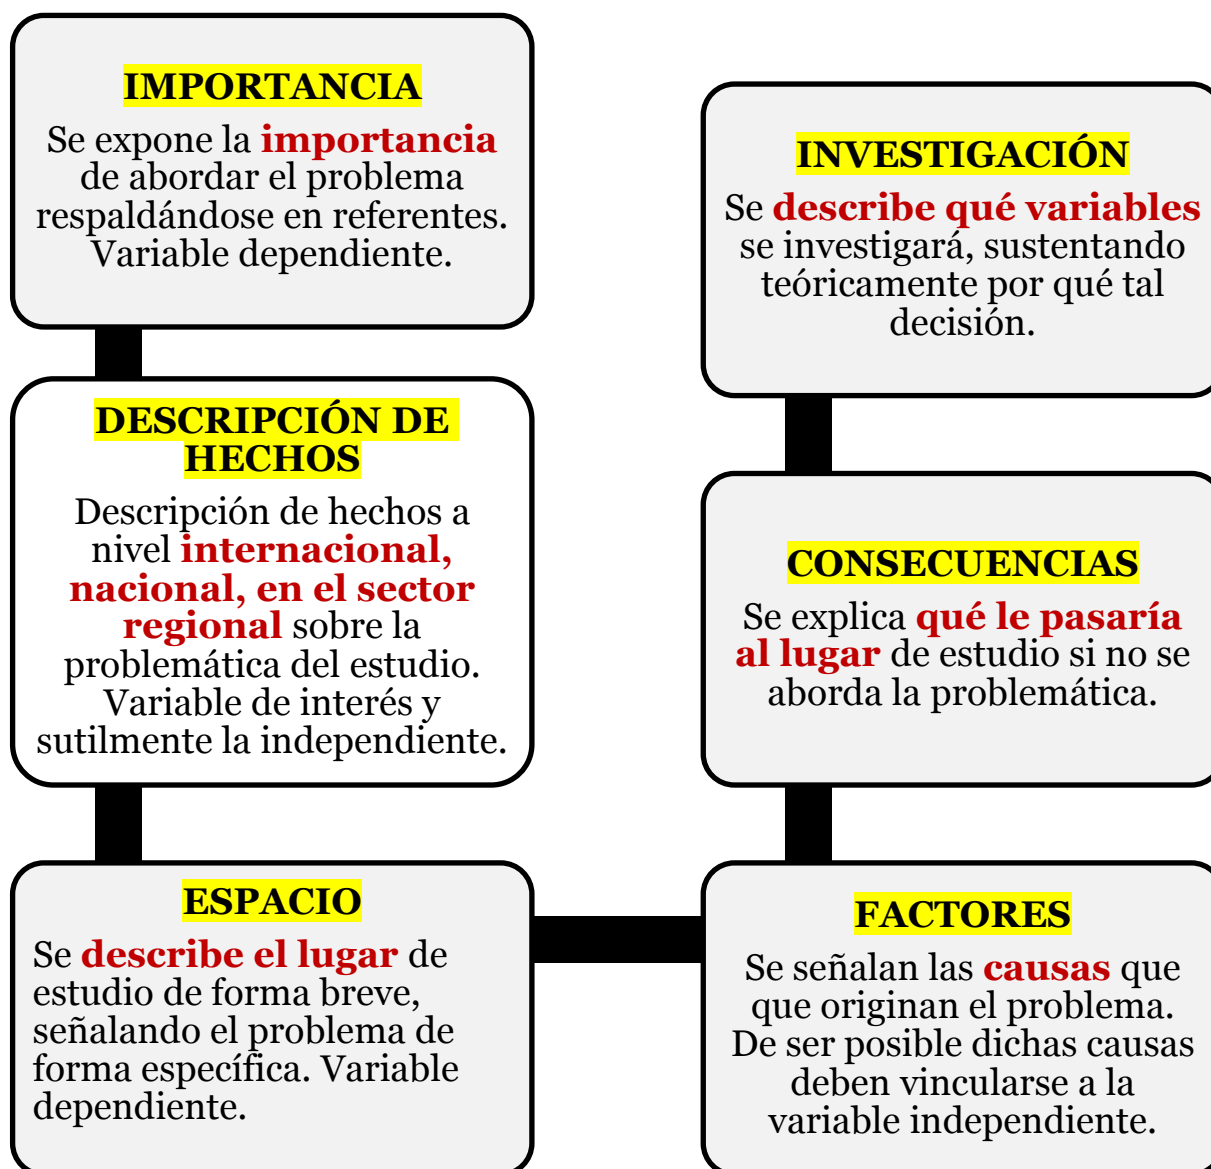 IMPORTANCIA
Se expone la importancia
de abordar el problema
respaldándose en referentes.
Variable dependiente.
DESCRIPCIÓN DE
HECHOS
Descripción de hechos a
nivel internacional,
nacional, en el sector
regional sobre la
problemática del estudio.
Variable de interés y
sutilmente la independiente.
ESPACIO
Se describe el lugar de
estudio de forma breve,
señalando el problema de
forma específica. Variable
dependiente.
FACTORES
Se señalan las causas que
que originan el problema.
De ser posible dichas causas
deben vincularse a la
variable independiente.
CONSECUENCIAS
Se explica qué le pasaría
al lugar de estudio si no se
aborda la problemática.
INVESTIGACIÓN
Se describe qué variables
se investigará, sustentando
teóricamente por qué tal
decisión.